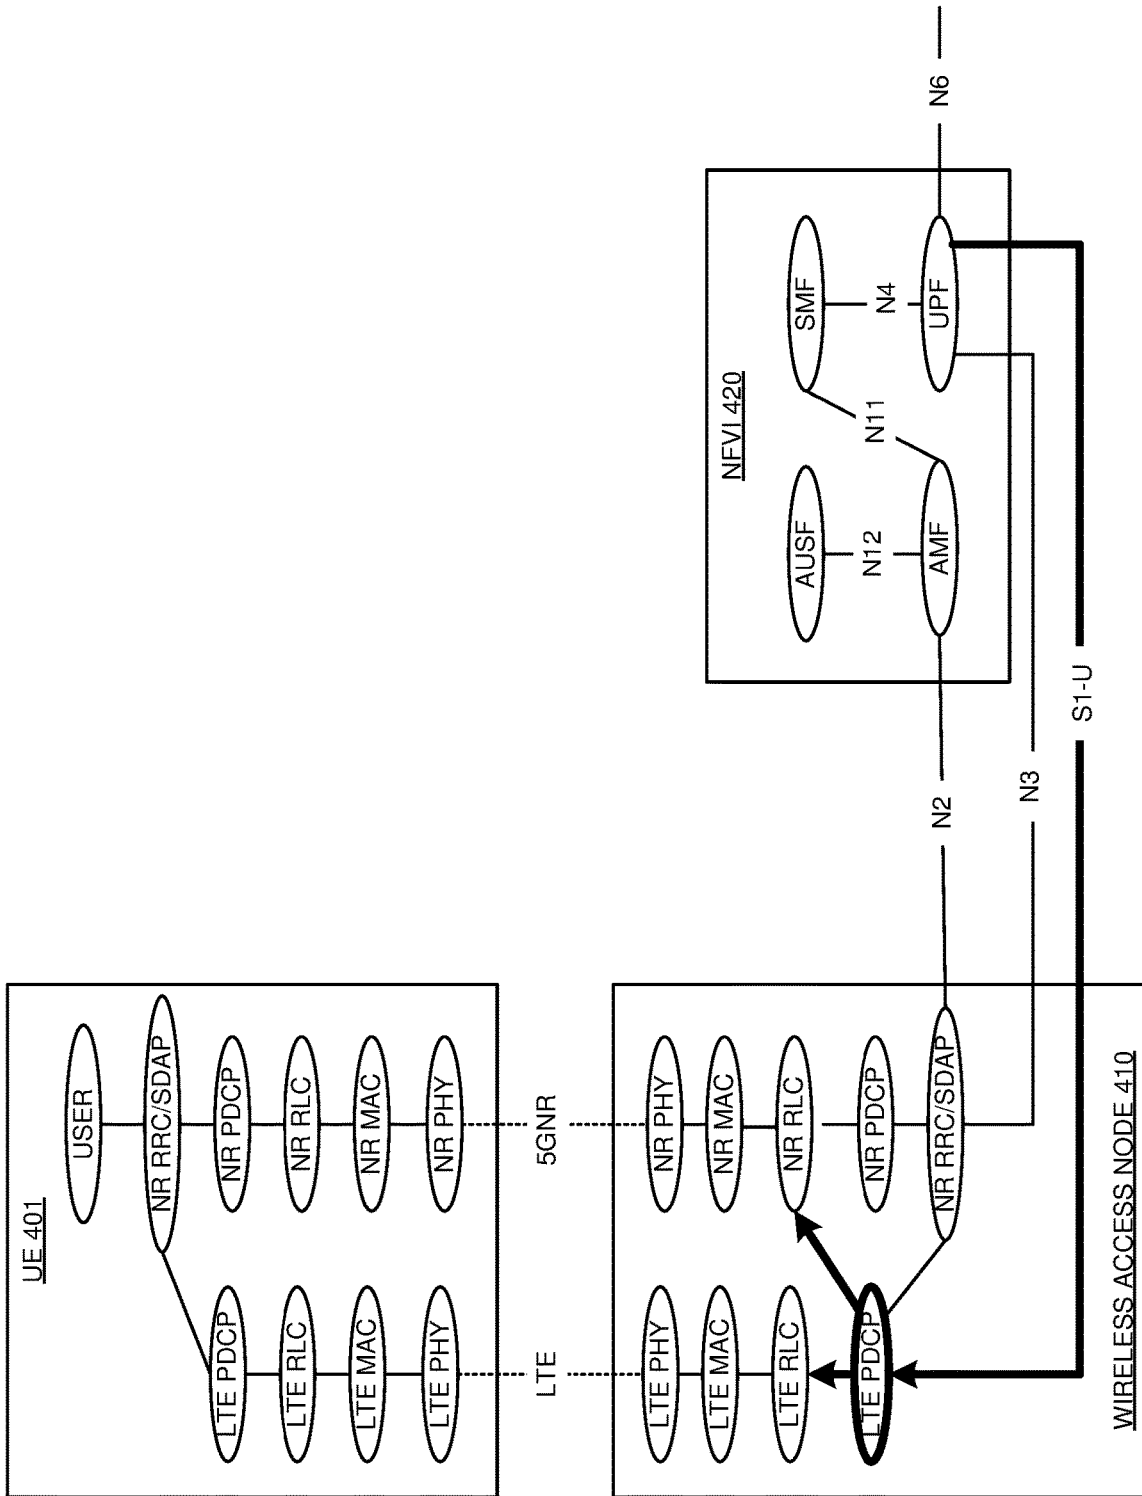 UE 401
USER
NR RRC/SDAP
LTE PDCP
NR PDCP
LTE RLC
NR RLC
LTE MAC
NR MAC
LTE PHY
NR PHY
LTE
5GNR
LTE PHY
NR PHY
LTE MAC
NR MAC
LTE RLC
NR RLC
LTE PDCP
NR PDCP
NR RRC/SDAP
WIRELESS ACCESS NODE 410
N2
N3
S1-U
NFVI 420
AUSF
SMF
N12
N11
N4
AMF
UPF
N6